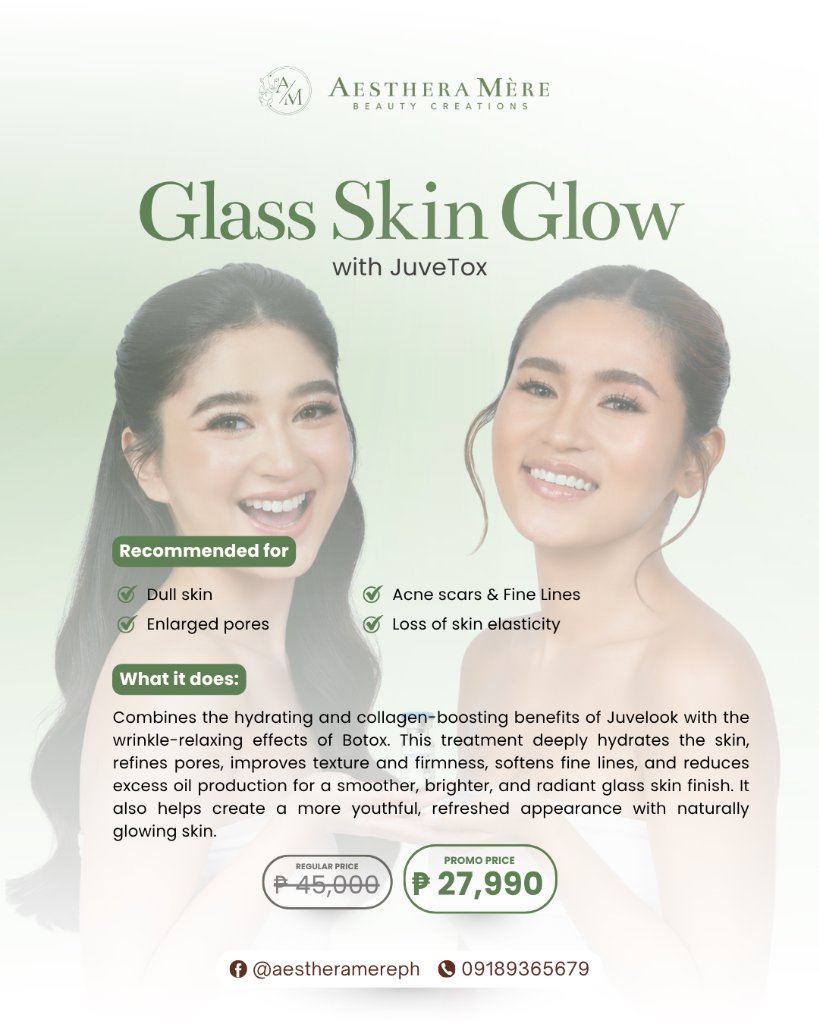 A/M
AESTHERA MÈRE
BEAUTY CREATIONS
Glass Skin Glow
with JuveTox
Recommended for
Dull skin
Acne scars & Fine Lines
Enlarged pores
Loss of skin elasticity
What it does:
Combines the hydrating and collagen-boosting benefits of Juvelook with the
wrinkle-relaxing effects of Botox. This treatment deeply hydrates the skin,
refines pores, improves texture and firmness, softens fine lines, and reduces
excess oil production for a smoother, brighter, and radiant glass skin finish. It
also helps create a more youthful, refreshed appearance with naturally
glowing skin.
REGULAR PRICE
₱ 45,000
PROMO PRICE
₱ 27,990
@aestheramereph
09189365679